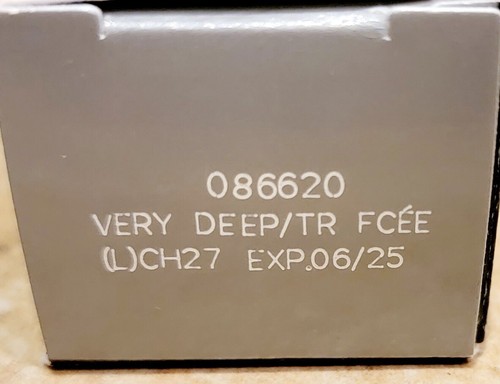 086620
VERY DEEP/TR FCÉE
(L)CH27 EXP.06/25